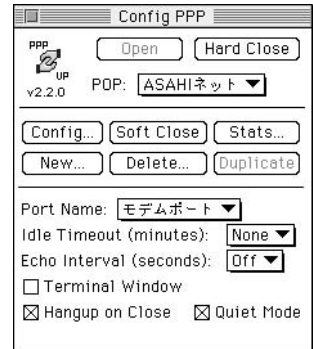 Config PPP
PPP
UP
v2.2.0
Open
Hard Close
POP: ASAHIネット
Config...
Soft Close
Stats...
New...
Delete...
Duplicate
Port Name: モデムポート
Idle Timeout (minutes): None
Echo Interval (seconds): Off
Terminal Window
Hangup on Close
Quiet Mode